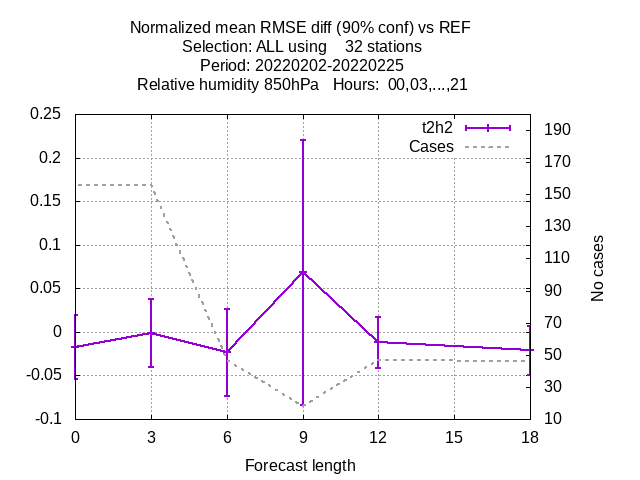 Normalized mean RMSE diff (90% conf) vs REF
Selection: ALL using 32 stations
Period: 20220202-20220225
Relative humidity 850hPa Hours: 00,03,...,21
t2h2
Cases
0.25
0.2
0.15
0.1
0.05
0
-0.05
-0.1
190
170
150
130
110
90
70
50
30
10
No cases
0 3 6 9 12 15 18
Forecast length